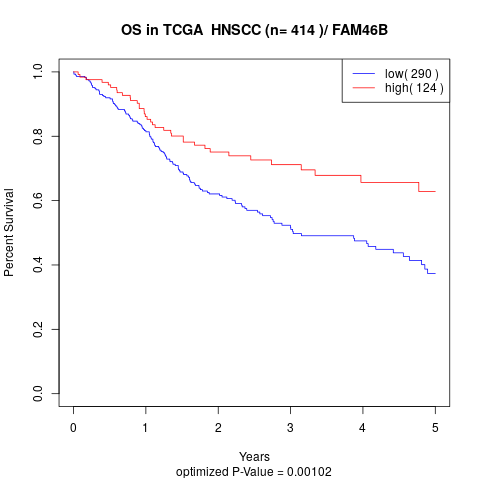 OS in TCGA  HNSCC (n= 414 )/ FAM46B
low( 290 )
high( 124 )
Percent Survival
1.0
0.8
0.6
0.4
0.2
0.0
0 1 2 3 4 5
Years
optimized P-Value = 0.00102